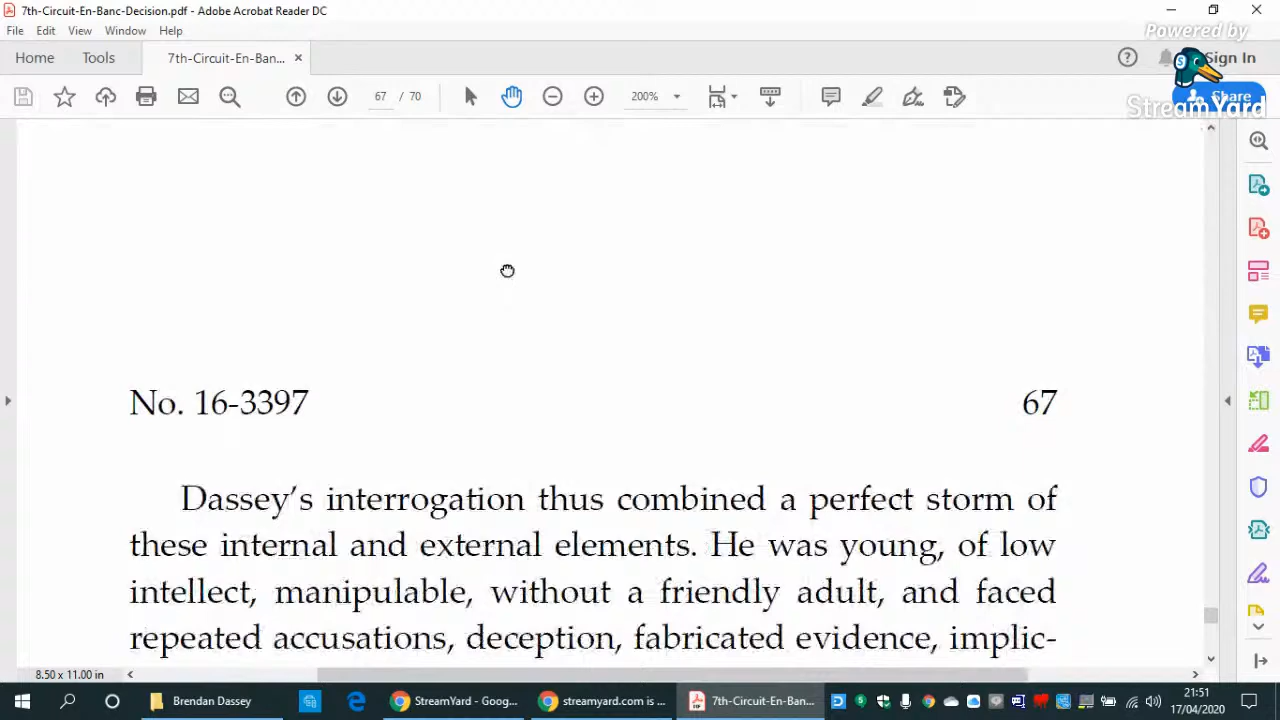 7th-Circuit-En-Banc-Decision.pdf - Adobe Acrobat Reader DC
File Edit View Window Help
Powered by
Home Tools 7th-Circuit-En-Ban... × Sign In
67 / 70 200% Share
StreamYard
No. 16-3397 67
Dassey’s interrogation thus combined a perfect storm of
these internal and external elements. He was young, of low
intellect, manipulable, without a friendly adult, and faced
repeated accusations, deception, fabricated evidence, implic-
8.50 x 11.00 in
Brendan Dassey StreamYard - Goog... streamyard.com is ... 7th-Circuit-En-Ban... 21:51
17/04/2020